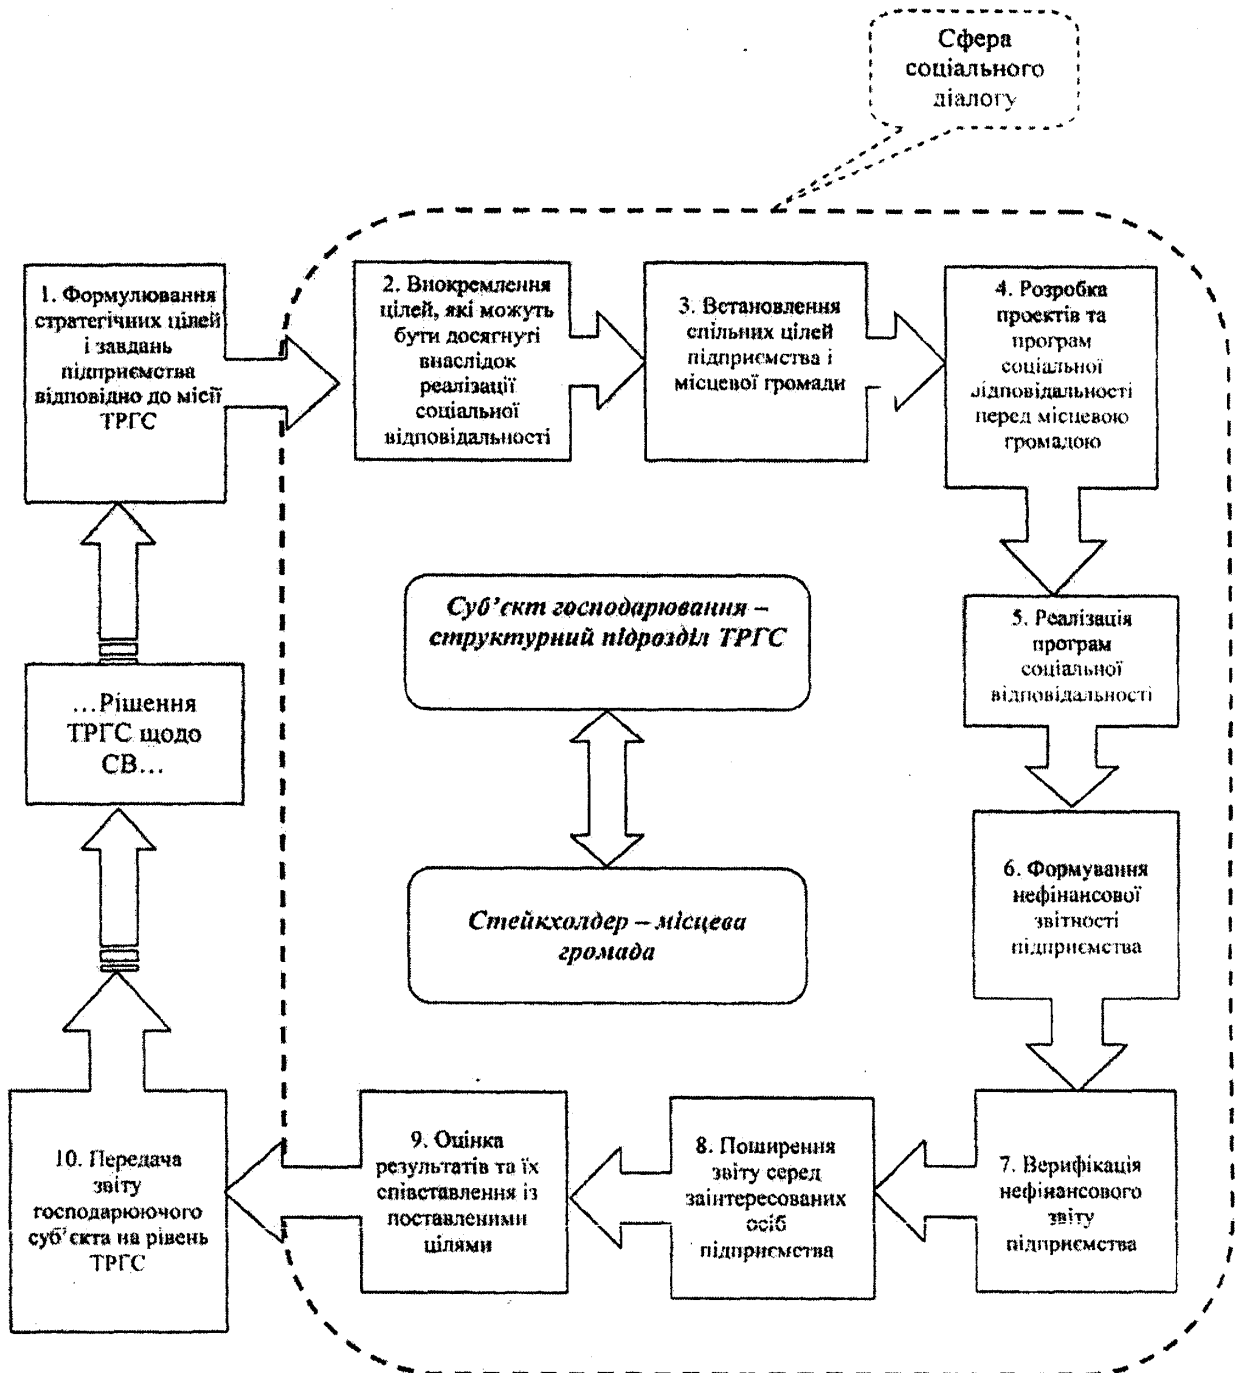 Сфера
соціального
діалогу
1. Формулювання
стратегічних цілей
і завдань
підприємства
відповідно до місії
ТРГС
2. Виокремлення
цілей, які можуть
бути досягнуті
внаслідок
реалізації
соціальної
відповідальності
3. Встановлення
спільних цілей
підприємства і
місцевої громади
4. Розробка
проектів та
програм
соціальної
відповідальності
перед місцевою
громадою
Суб’єкт господарювання –
структурний підрозділ ТРГС
5. Реалізація
програм
соціальної
відповідальності
…Рішення
ТРГС щодо
СВ…
Стейкхолдер – місцева
громада
6. Формування
нефінансової
звітності
підприємства
10. Передача
звіту
господарюючого
суб’єкта на рівень
ТРГС
9. Оцінка
результатів та їх
співставлення із
поставленими
цілями
8. Поширення
звіту серед
заінтересованих
осіб
підприємства
7. Верифікація
нефінансового
звіту
підприємства